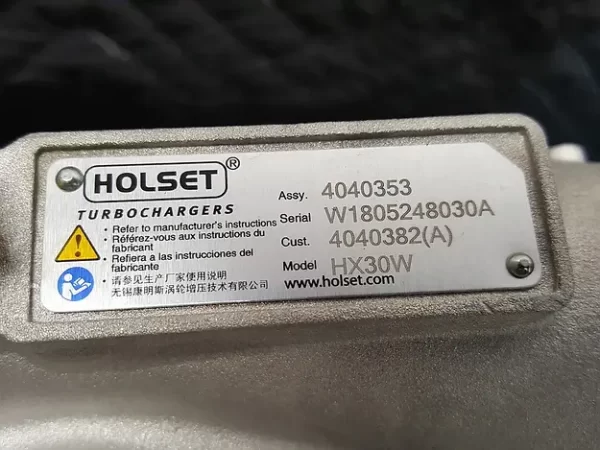 HOLSET®
TURBOCHARGERS
• Refer to manufacturer's instructions
• Référez-vous aux instructions du
fabricant
• Refiera a las instrucciones del
fabricante
• 请参见生产厂家使用说明
无锡康明斯涡轮增压技术有限公司
Assy. 4040353
Serial W1805248030A
Cust. 4040382(A)
Model HX30W
www.holset.com